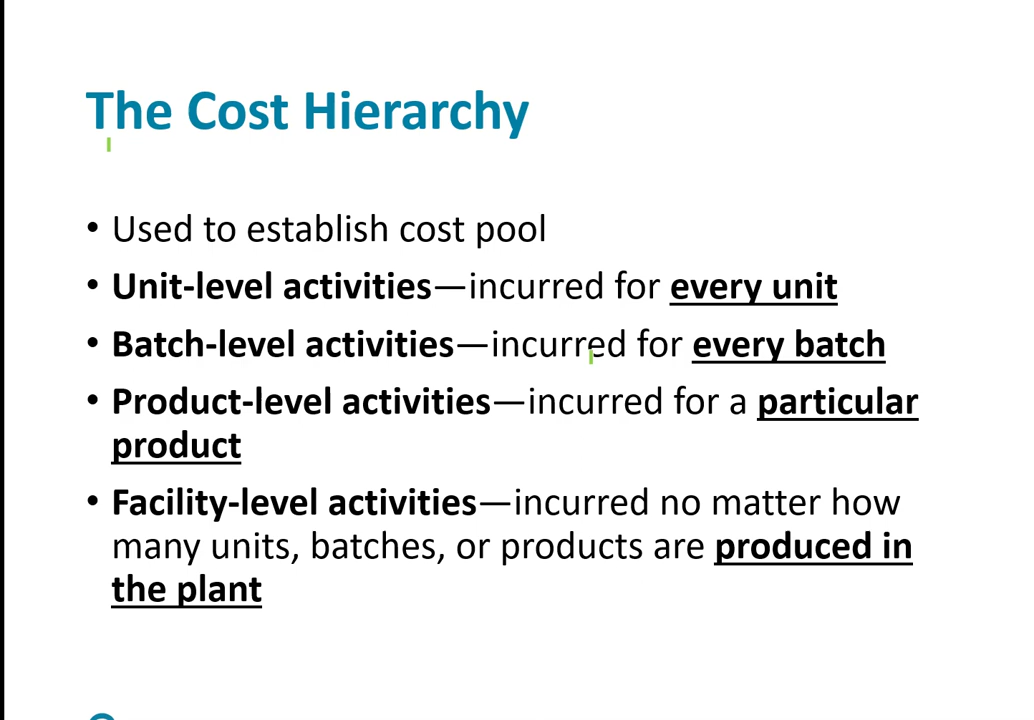 The Cost Hierarchy
• Used to establish cost pool
• Unit-level activities—incurred for every unit
• Batch-level activities—incurred for every batch
• Product-level activities—incurred for a particular
product
• Facility-level activities—incurred no matter how
many units, batches, or products are produced in
the plant